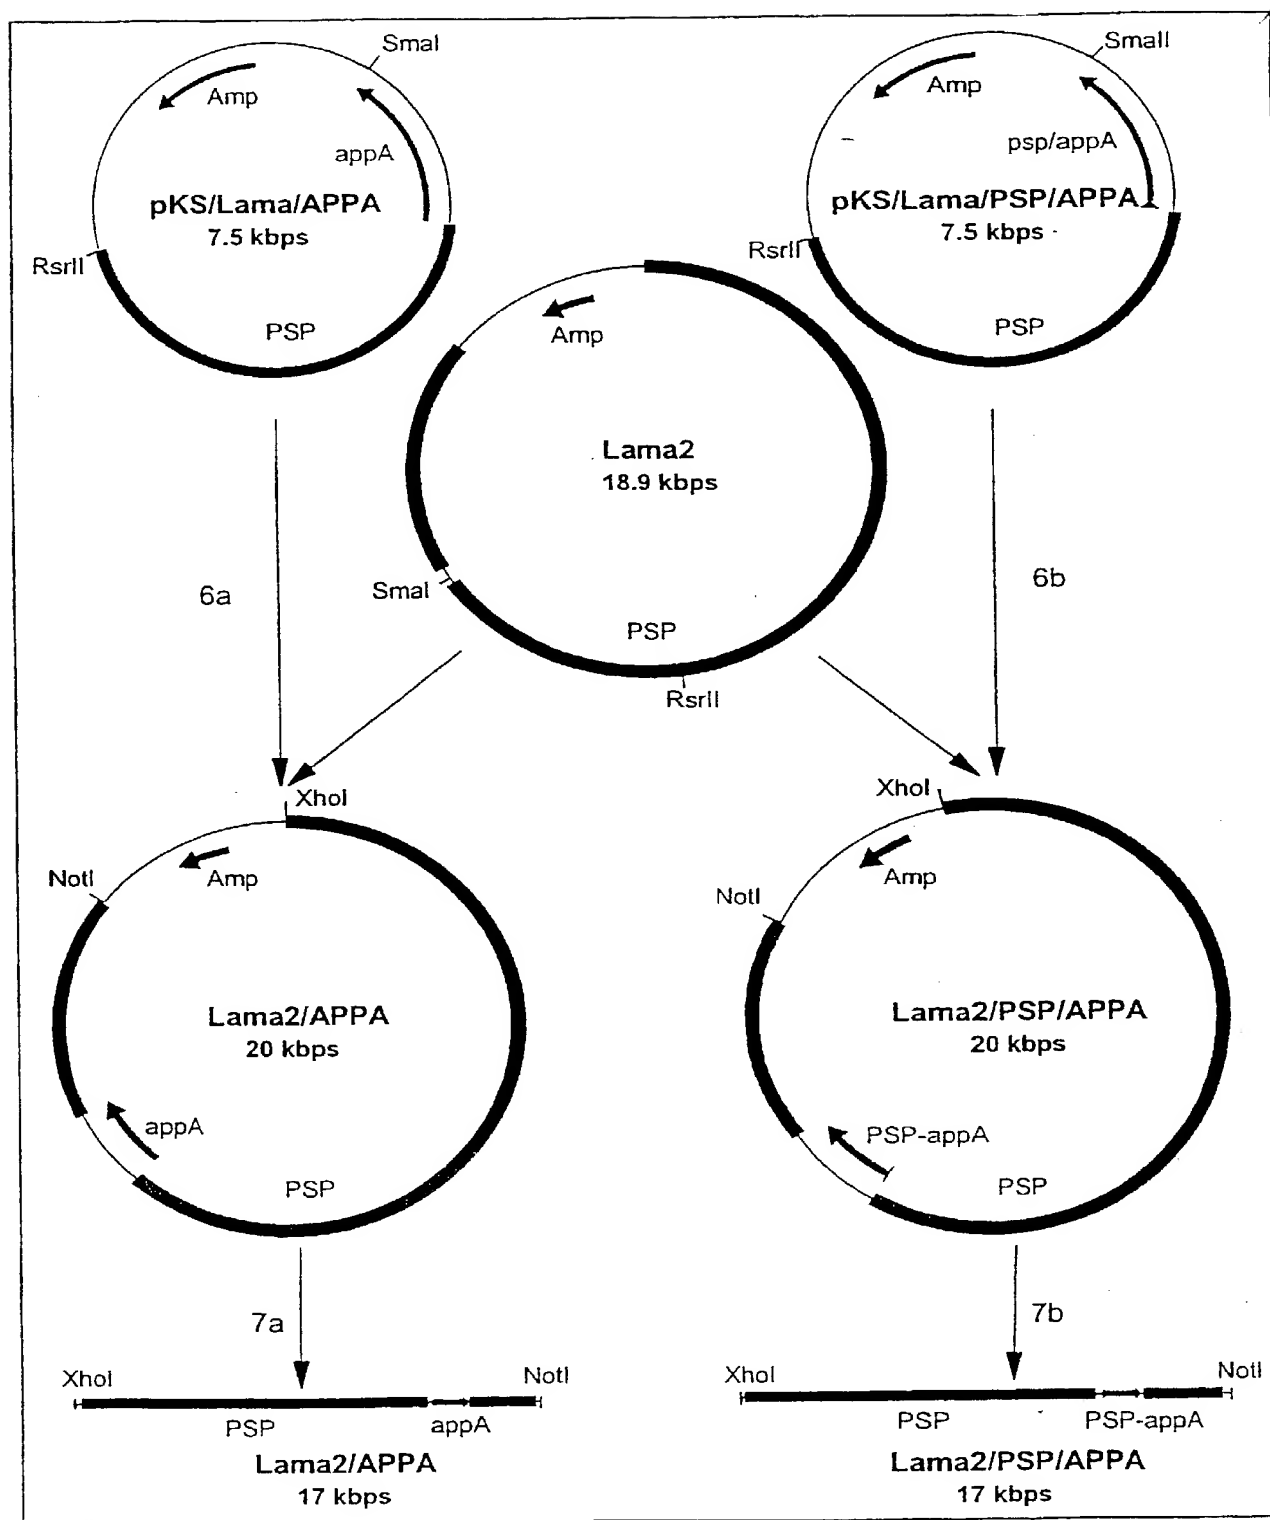 SmaI
Amp
appA
pKS/Lama/APPA
7.5 kbps
RsrII
PSP
SmaII
Amp
psp/appA
pKS/Lama/PSP/APPA
7.5 kbps
RsrII
PSP
Amp
Lama2
18.9 kbps
SmaI
PSP
RsrII
6a
6b
XhoI
NotI
Amp
Lama2/APPA
20 kbps
appA
PSP
XhoI
NotI
Amp
Lama2/PSP/APPA
20 kbps
PSP-appA
PSP
7a
7b
XhoI
NotI
PSP
appA
Lama2/APPA
17 kbps
XhoI
NotI
PSP
PSP-appA
Lama2/PSP/APPA
17 kbps